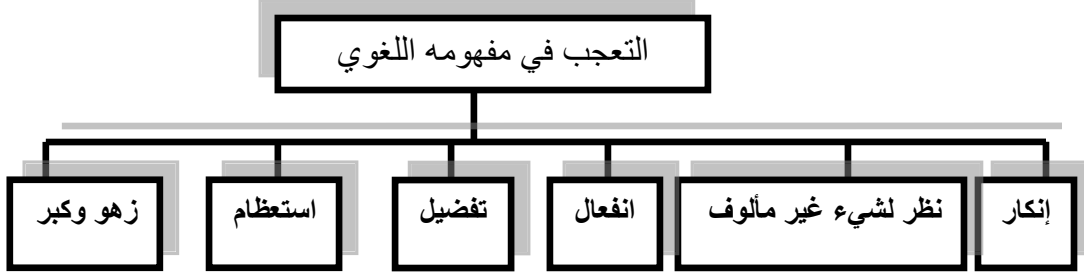 التعجب في مفهومه اللغوي
إنكار
نظر لشيء غير مألوف
انفعال
تفضيل
استعظام
زهو وكبر